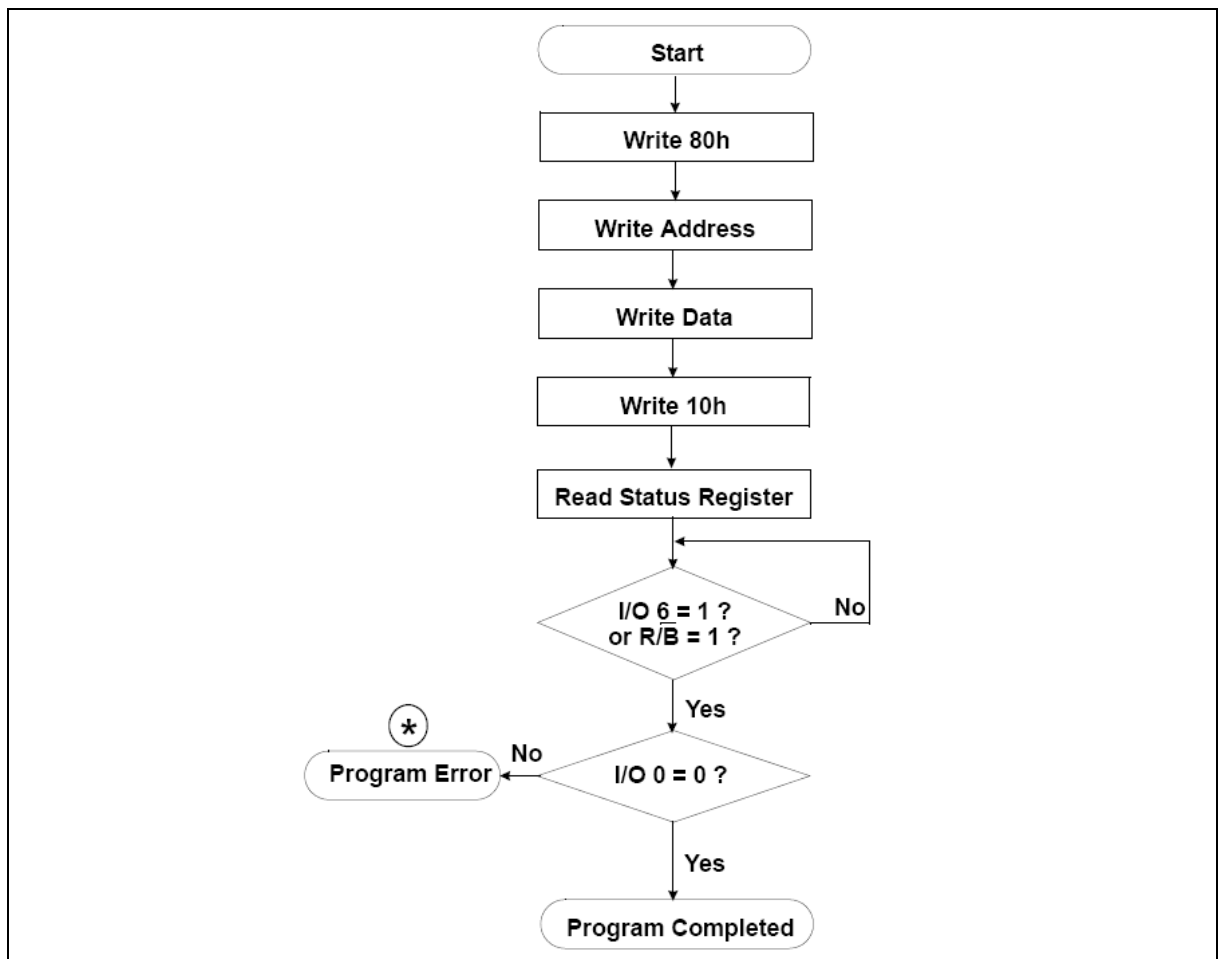 Start
Write 80h
Write Address
Write Data
Write 10h
Read Status Register
I/O 6 = 1 ?
or R/B̅ = 1 ?
No
Yes
*
Program Error
No
I/O 0 = 0 ?
Yes
Program Completed